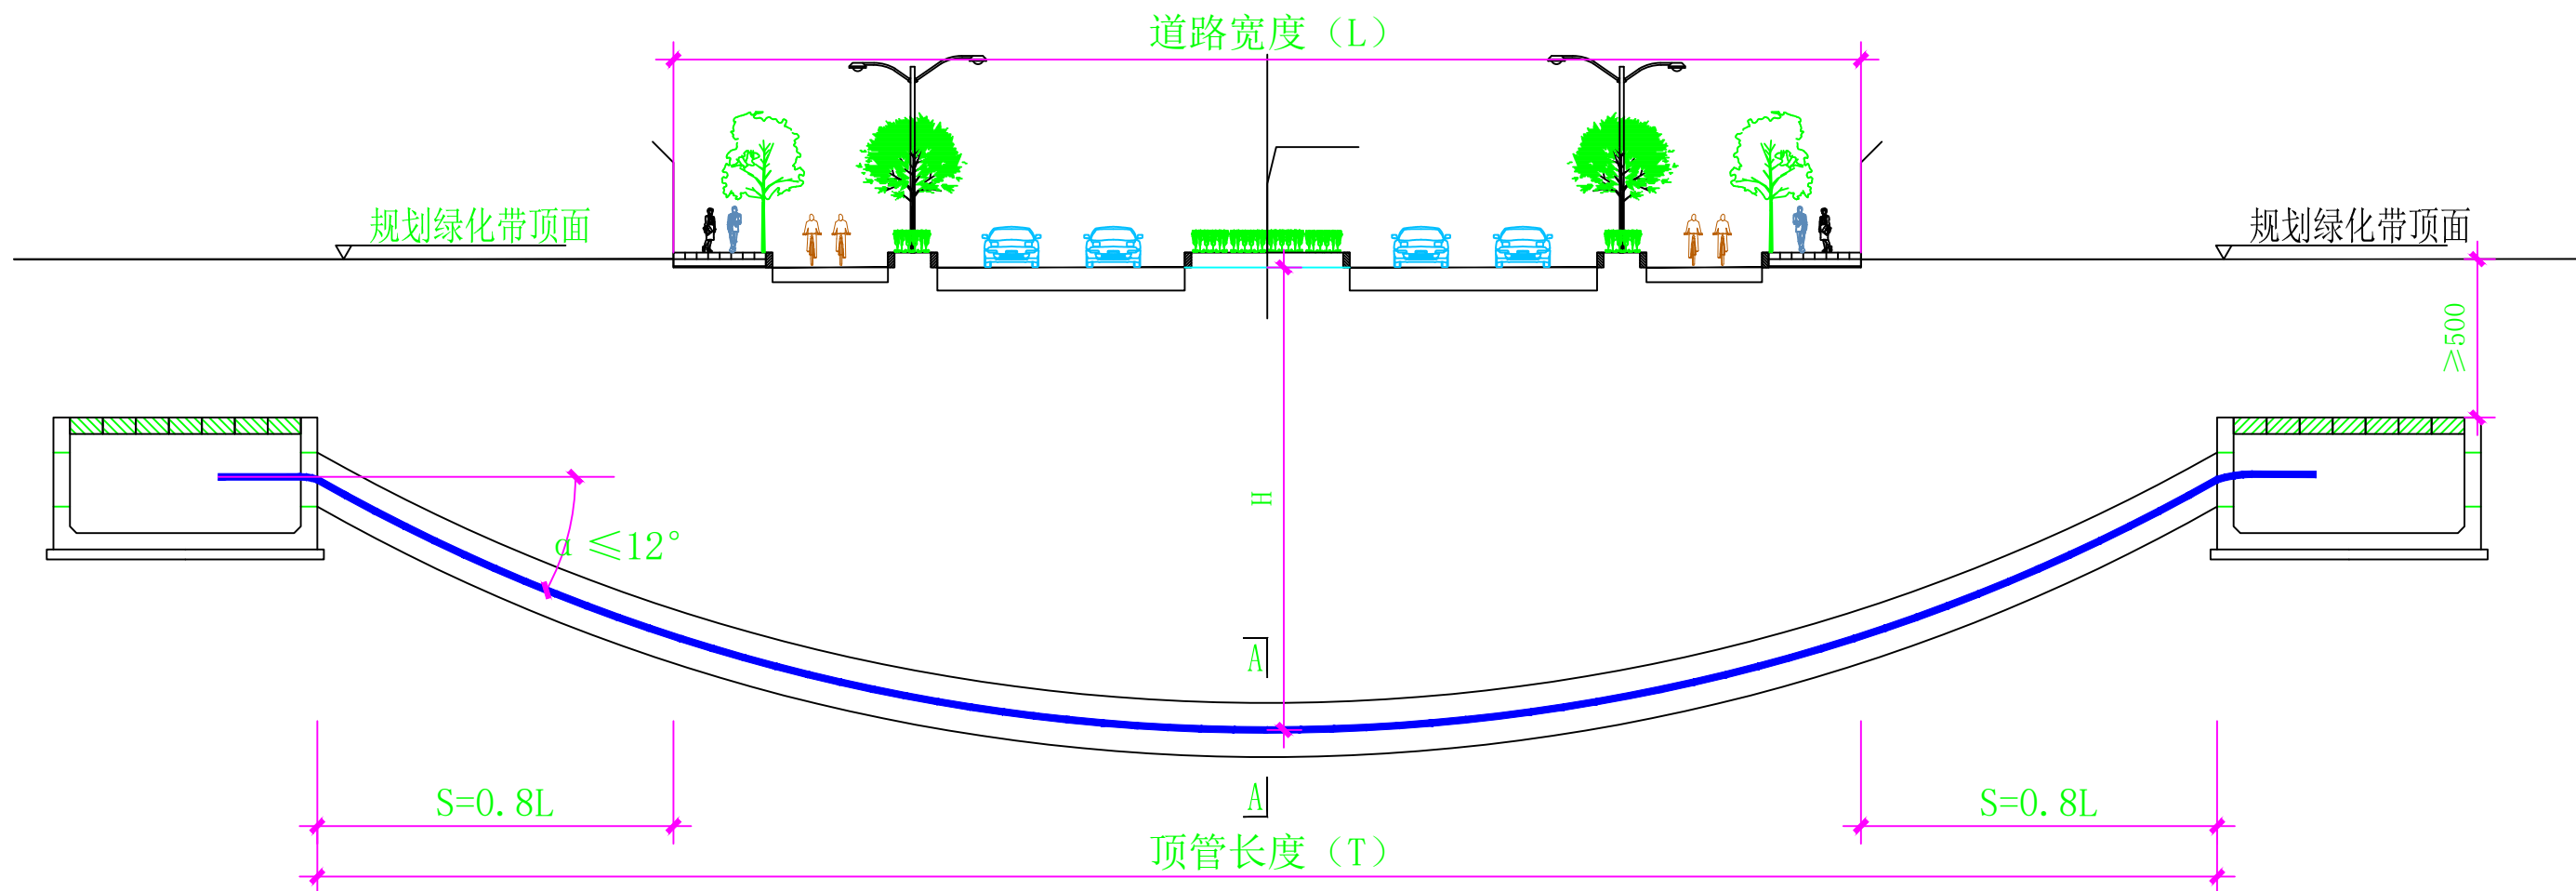 道路宽度（L）
规划绿化带顶面
规划绿化带顶面
≥500
H
α ≤12°
A
A
S=0.8L
S=0.8L
顶管长度（T）